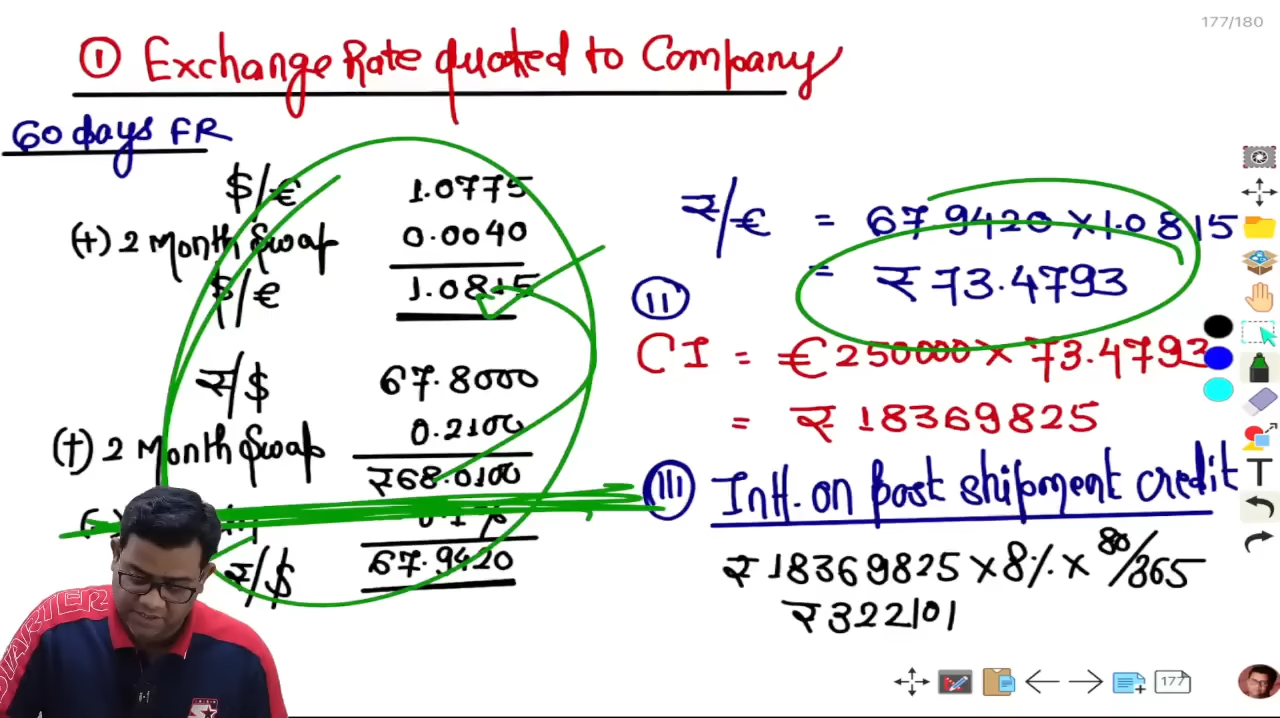 177/180
① Exchange Rate quoted to Company
60 days FR
$/€ 1.0775
(+) 2 Month Swap 0.0040
$/€ 1.0815
₹/$ 67.8000
(+) 2 Month Swap 0.2100
₹68.0100
₹/$ 67.9420
₹/€ = 67.9420 × 1.0815
= ₹73.4793
II
CI = €250000 × 73.4793
= ₹18369825
III Intt. on Post shipment credit
₹18369825 × 8% × 80/365
₹322101
177